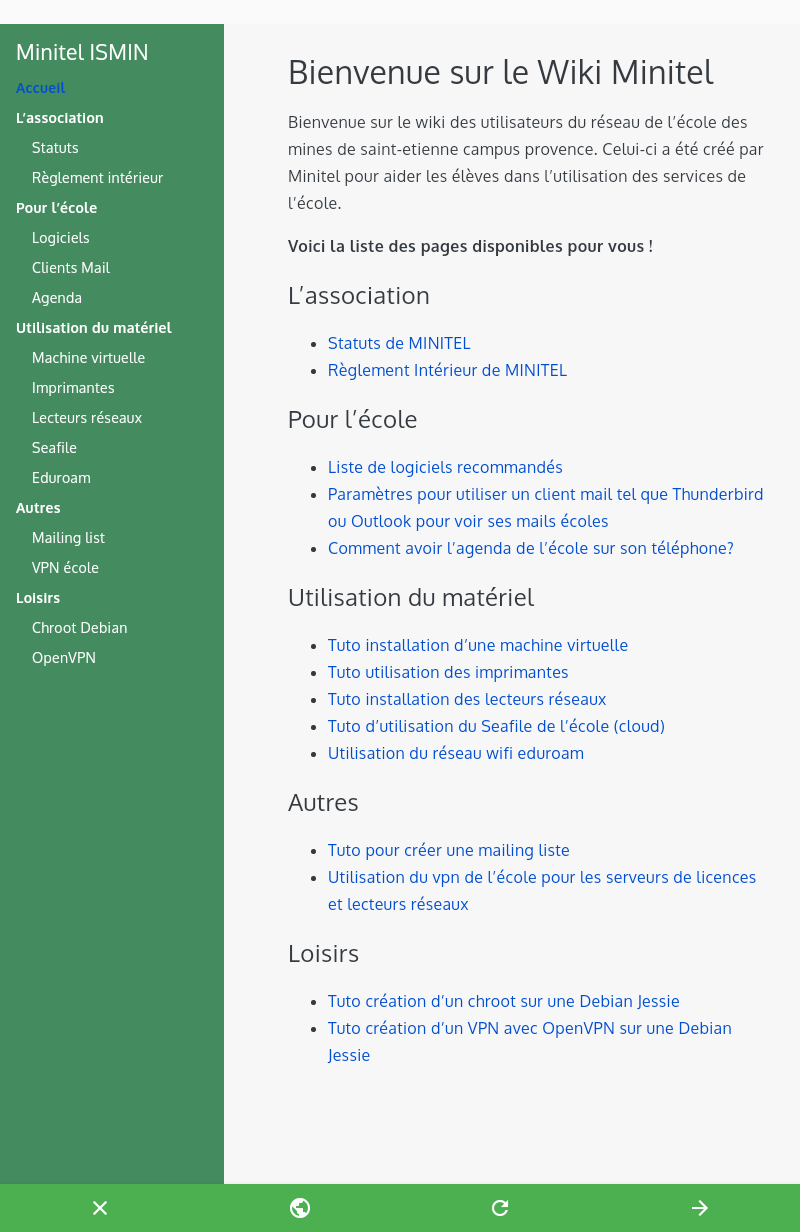 Minitel ISMIN
Accueil
L’association
Statuts
Règlement intérieur
Pour l’école
Logiciels
Clients Mail
Agenda
Utilisation du matériel
Machine virtuelle
Imprimantes
Lecteurs réseaux
Seafile
Eduroam
Autres
Mailing list
VPN école
Loisirs
Chroot Debian
OpenVPN
Bienvenue sur le Wiki Minitel
Bienvenue sur le wiki des utilisateurs du réseau de l’école des
mines de saint-etienne campus provence. Celui-ci a été créé par
Minitel pour aider les élèves dans l’utilisation des services de
l’école.
Voici la liste des pages disponibles pour vous !
L’association
Statuts de MINITEL
Règlement Intérieur de MINITEL
Pour l’école
Liste de logiciels recommandés
Paramètres pour utiliser un client mail tel que Thunderbird
ou Outlook pour voir ses mails écoles
Comment avoir l’agenda de l’école sur son téléphone?
Utilisation du matériel
Tuto installation d’une machine virtuelle
Tuto utilisation des imprimantes
Tuto installation des lecteurs réseaux
Tuto d’utilisation du Seafile de l’école (cloud)
Utilisation du réseau wifi eduroam
Autres
Tuto pour créer une mailing liste
Utilisation du vpn de l’école pour les serveurs de licences
et lecteurs réseaux
Loisirs
Tuto création d’un chroot sur une Debian Jessie
Tuto création d’un VPN avec OpenVPN sur une Debian
Jessie